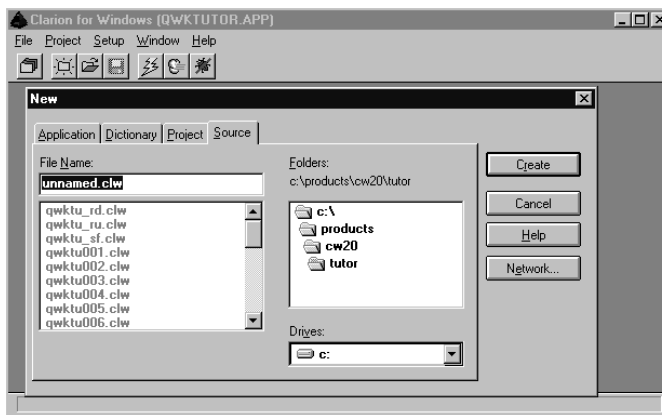 Clarion for Windows (QWKTUTOR.APP)
File Project Setup Window Help
New
Application Dictionary Project Source
File Name:
unnamed.clw
qwktu_rd.clw
qwktu_ru.clw
qwktu_sf.clw
qwktu001.clw
qwktu002.clw
qwktu003.clw
qwktu004.clw
qwktu005.clw
qwktu006.clw
Folders:
c:\products\cw20\tutor
c:\
products
cw20
tutor
Drives:
c:
Create
Cancel
Help
Network...